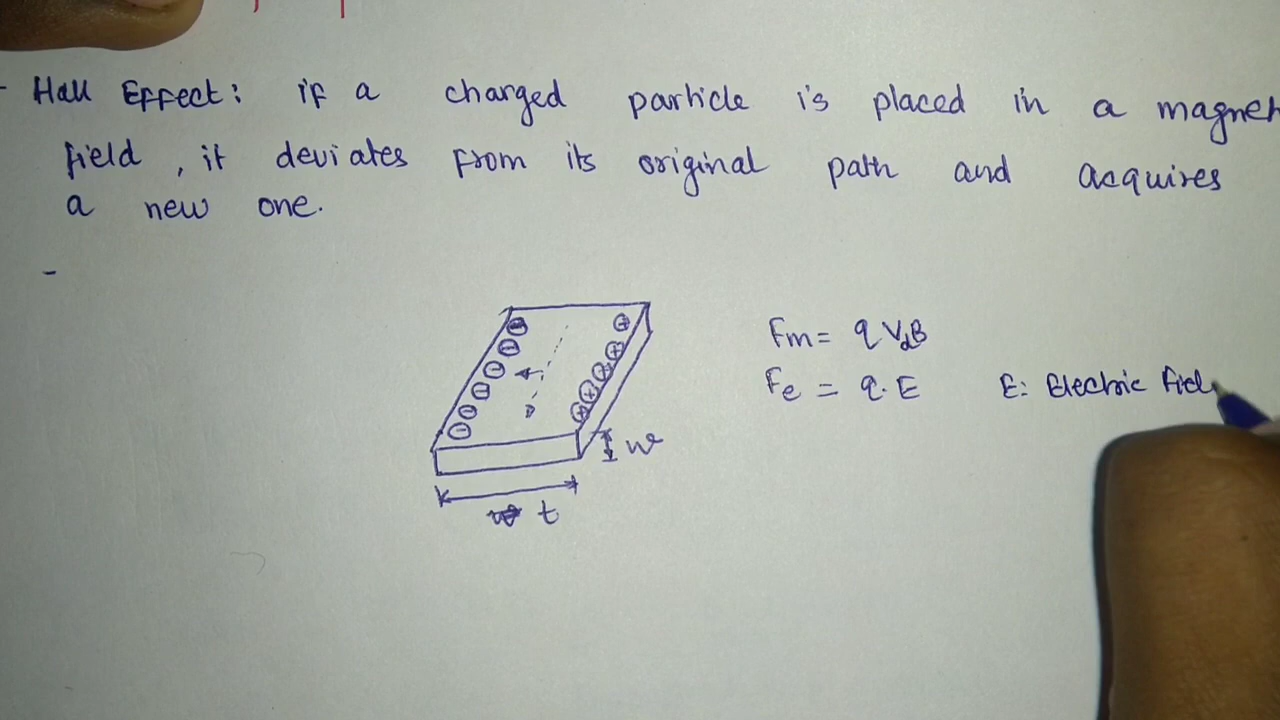 - Hall Effect: if a charged particle is placed in a magnet
field, it deviates from its original path and acquires
a new one.
-
Fm = q VdB
Fe = q. E E: Electric Fiel
w
t